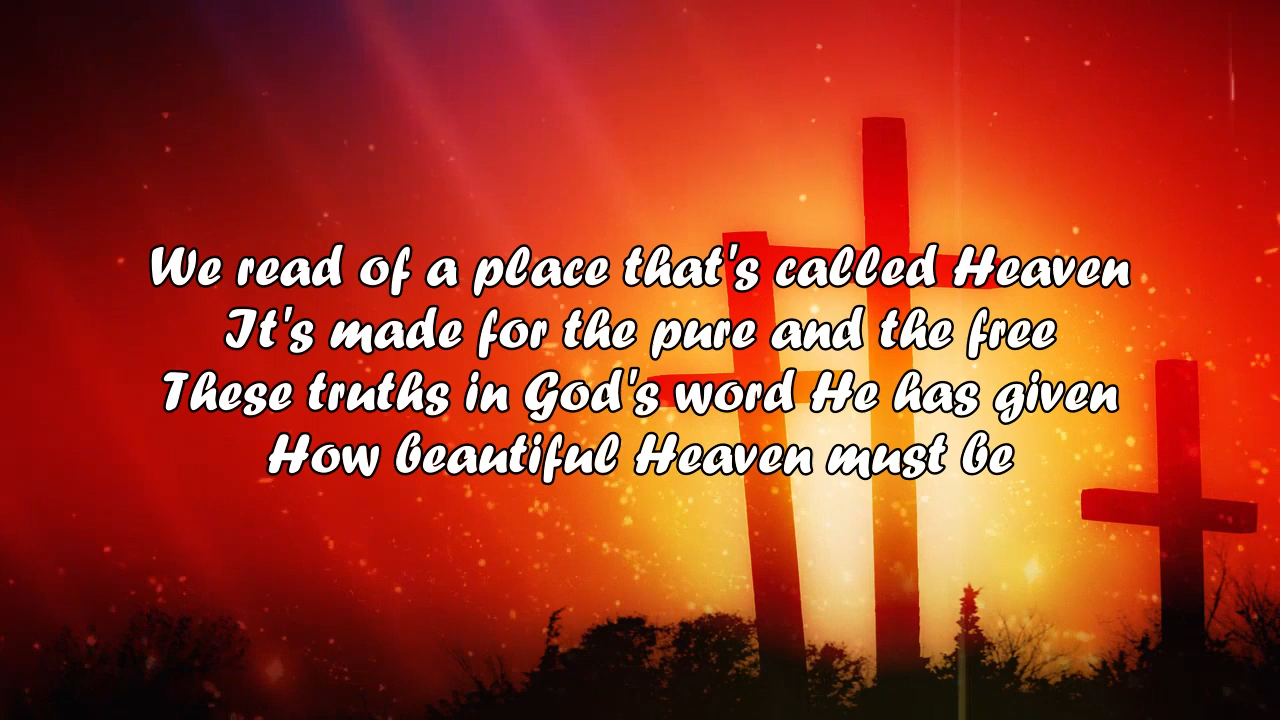 We read of a place that's called Heaven
It's made for the pure and the free
These truths in God's word He has given
How beautiful Heaven must be